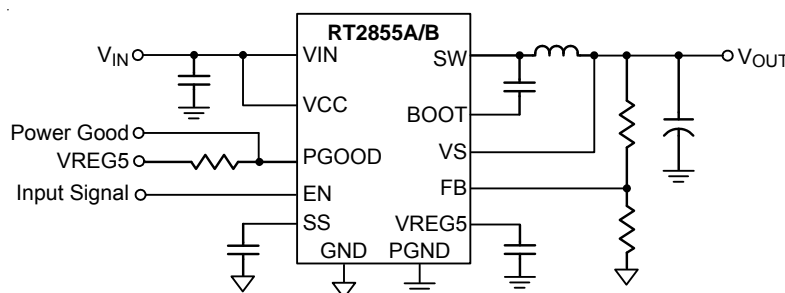 RT2855A/B
VIN
VIN
SW
VOUT
VCC
BOOT
Power Good
VREG5
PGOOD
VS
Input Signal
EN
FB
SS
VREG5
GND
PGND